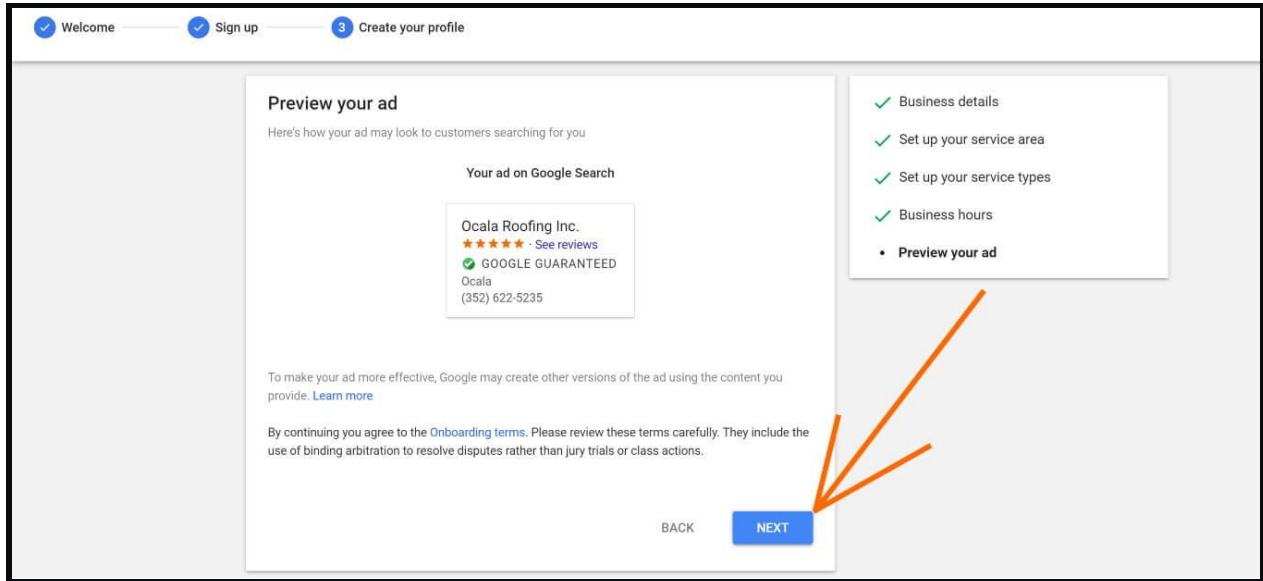 Welcome
Sign up
3 Create your profile
Preview your ad
Here's how your ad may look to customers searching for you
Your ad on Google Search
Ocala Roofing Inc.
★★★★★ · See reviews
GOOGLE GUARANTEED
Ocala
(352) 622-5235
To make your ad more effective, Google may create other versions of the ad using the content you
provide. Learn more
By continuing you agree to the Onboarding terms. Please review these terms carefully. They include the
use of binding arbitration to resolve disputes rather than jury trials or class actions.
BACK
NEXT
Business details
Set up your service area
Set up your service types
Business hours
• Preview your ad